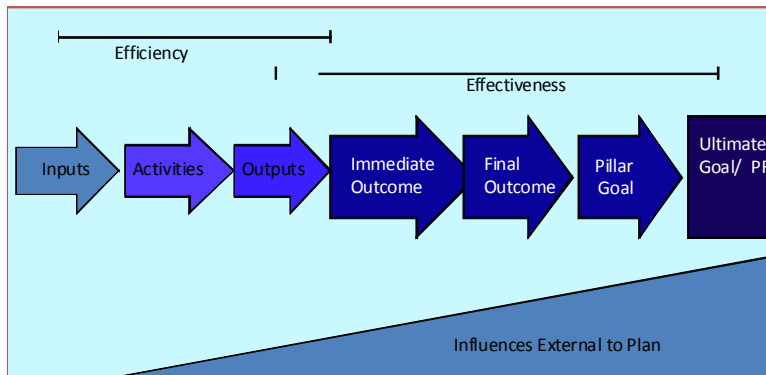 Efficiency
Effectiveness
Inputs
Activities
Outputs
Immediate
Outcome
Final
Outcome
Pillar
Goal
Ultimate
Goal/
Influences External to Plan